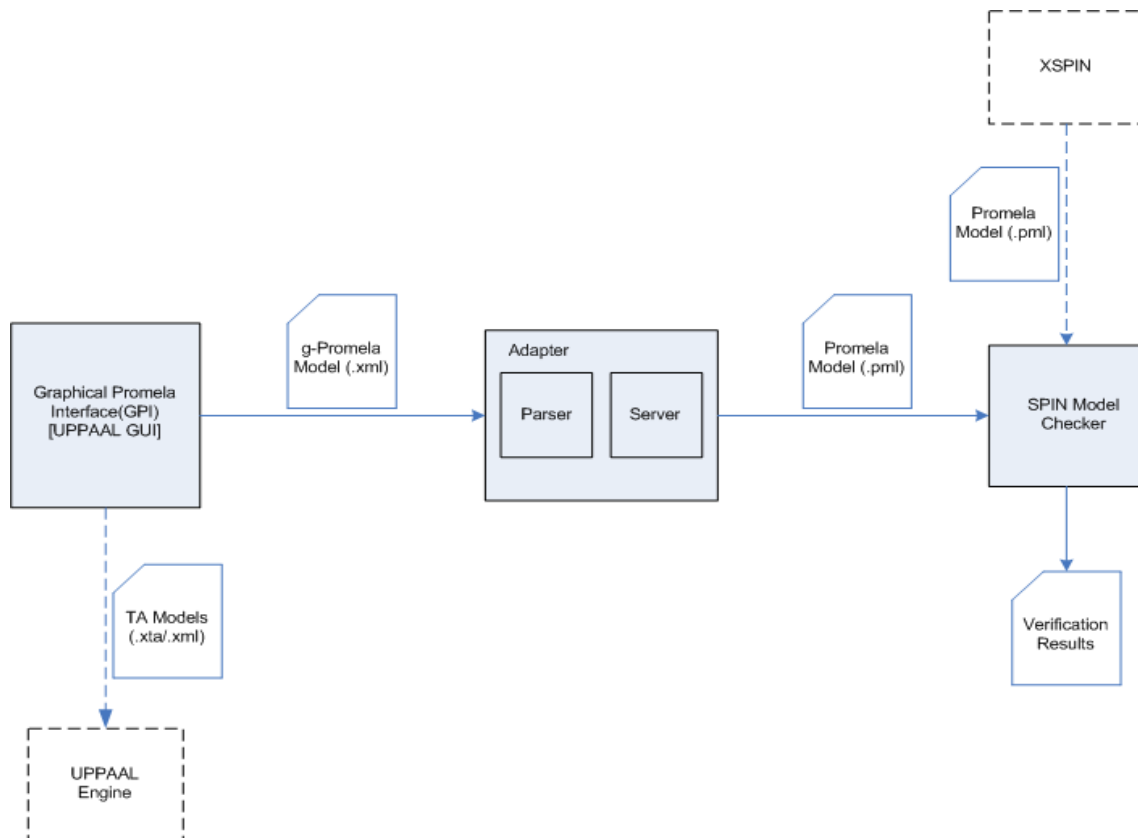 XSPIN
Promela
Model (.pml)
g-Promela
Model (.xml)
Adapter
Parser
Server
Promela
Model (.pml)
Graphical Promela
Interface(GPI)
[UPPAAL GUI]
SPIN Model
Checker
TA Models
(.xta/.xml)
Verification
Results
UPPAAL
Engine